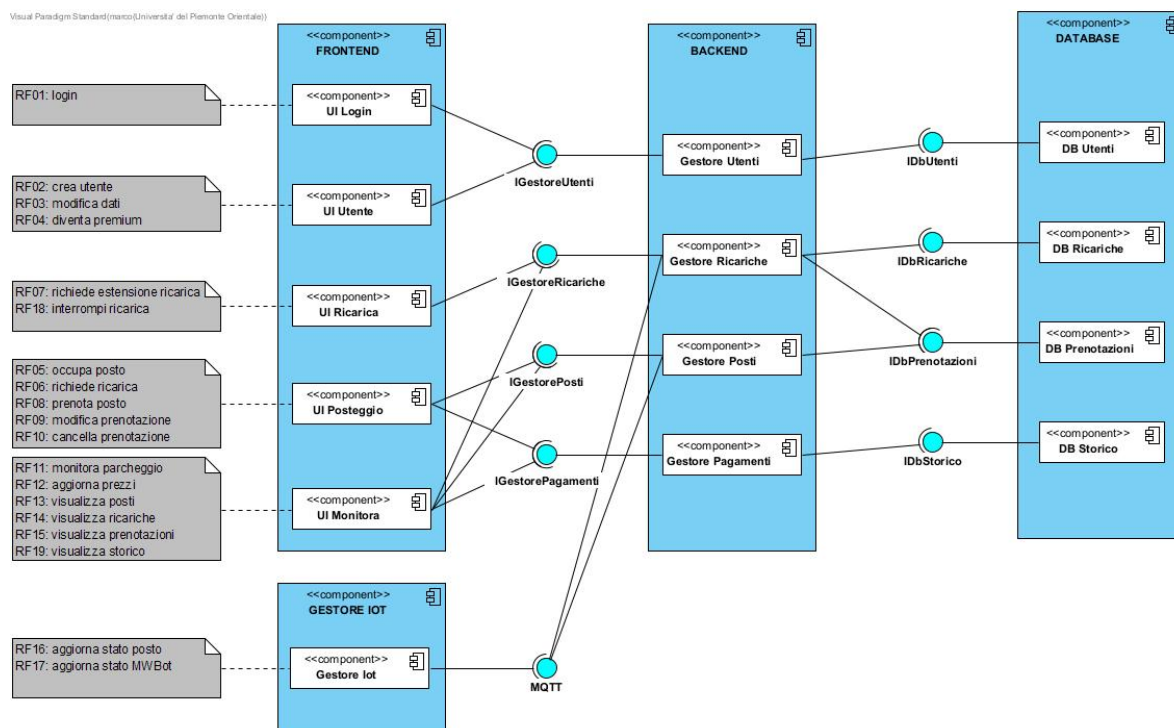 Visual Paradigm Standard(marco(Universita' del Piemonte Orientale))
<<component>>
FRONTEND
<<component>>
BACKEND
<<component>>
DATABASE
RF01: login
<<component>>
UI Login
IGestoreUtenti
<<component>>
Gestore Utenti
IDbUtenti
<<component>>
DB Utenti
RF02: crea utente
RF03: modifica dati
RF04: diventa premium
<<component>>
UI Utente
IGestoreRicariche
<<component>>
Gestore Ricariche
IDbRicariche
<<component>>
DB Ricariche
RF07: richiede estensione ricarica
RF18: interrompi ricarica
<<component>>
UI Ricarica
IGestorePosti
<<component>>
Gestore Posti
IDbPrenotazioni
<<component>>
DB Prenotazioni
RF05: occupa posto
RF06: richiede ricarica
RF08: prenota posto
RF09: modifica prenotazione
RF10: cancella prenotazione
<<component>>
UI Posteggio
IGestorePagamenti
<<component>>
Gestore Pagamenti
IDbStorico
<<component>>
DB Storico
RF11: monitora parcheggio
RF12: aggiorna prezzi
RF13: visualizza posti
RF14: visualizza ricariche
RF15: visualizza prenotazioni
RF19: visualizza storico
<<component>>
UI Monitora
<<component>>
GESTORE IOT
RF16: aggiorna stato posto
RF17: aggiorna stato MWBot
<<component>>
Gestore Iot
MQTT